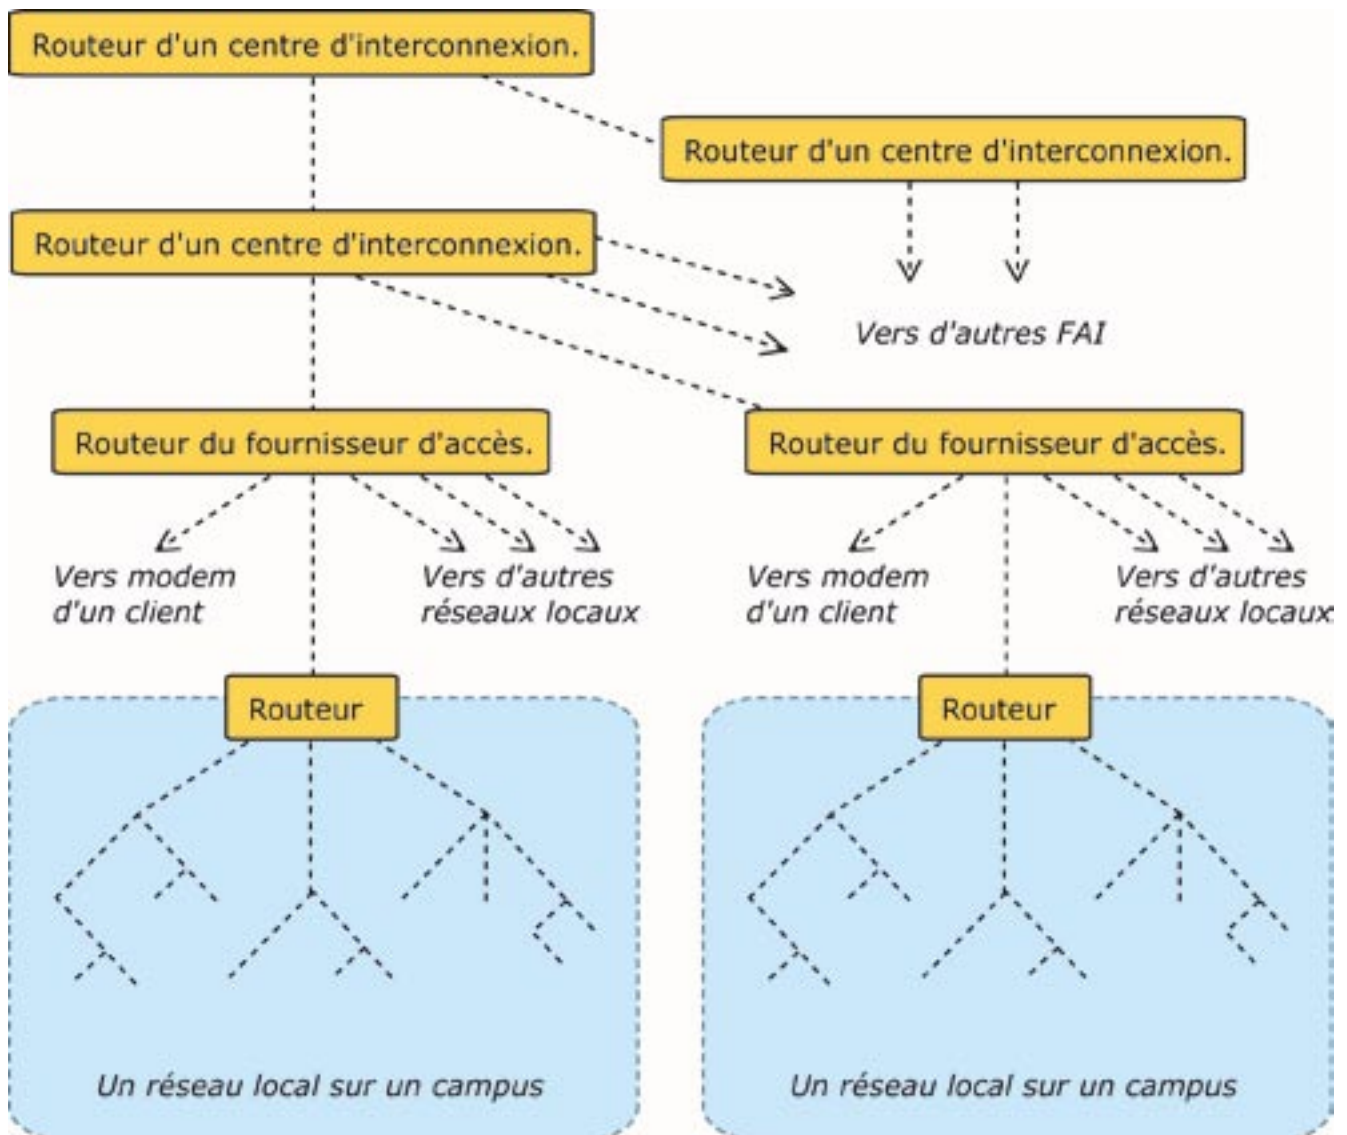 Routeur d'un centre d'interconnexion.
Routeur d'un centre d'interconnexion.
Routeur d'un centre d'interconnexion.
Vers d'autres FAI
Routeur du fournisseur d'accès.
Routeur du fournisseur d'accès.
Vers modem
d'un client
Vers d'autres
réseaux locaux
Vers modem
d'un client
Vers d'autres
réseaux locaux
Routeur
Routeur
Un réseau local sur un campus
Un réseau local sur un campus